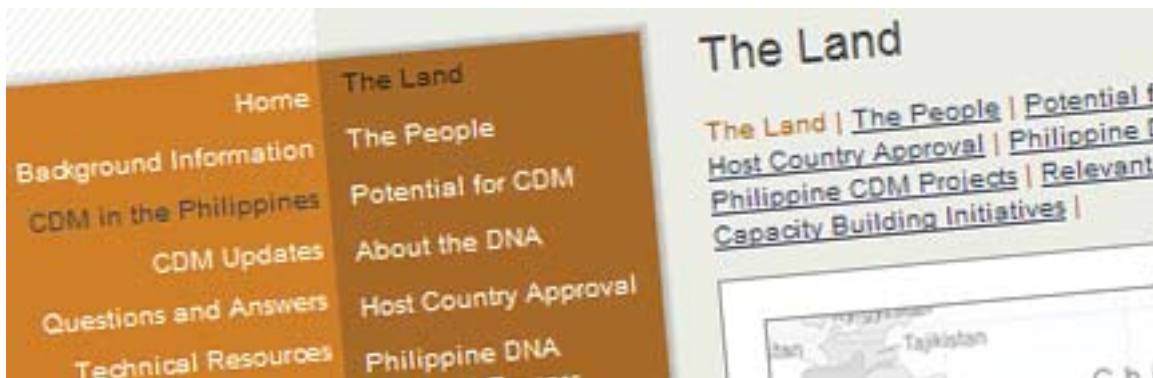 Home
Background Information
CDM in the Philippines
CDM Updates
Questions and Answers
Technical Resources
The Land
The People
Potential for CDM
About the DNA
Host Country Approval
Philippine DNA
The Land
The Land | The People | Potential
Host Country Approval | Philippine
Philippine CDM Projects | Relevant
Capacity Building Initiatives |
Tajikistan